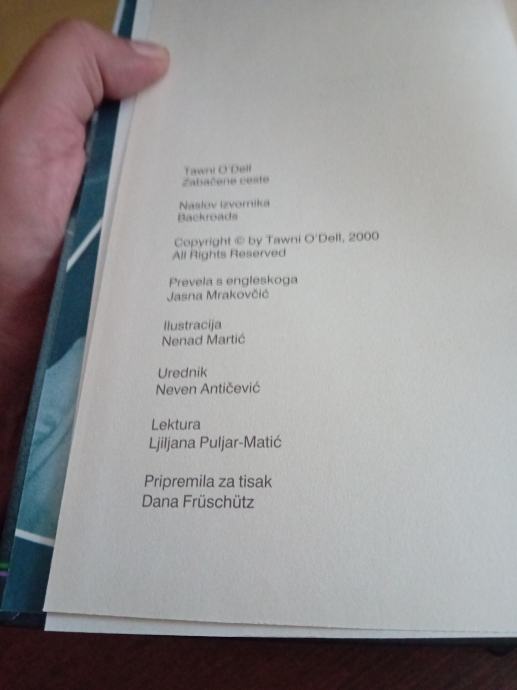 Tawni O'Dell
Zabačene ceste
Naslov izvornika
Backroads
Copyright © by Tawni O'Dell, 2000
All Rights Reserved
Prevela s engleskoga
Jasna Mrakovčić
Ilustracija
Nenad Martić
Urednik
Neven Antičević
Lektura
Ljiljana Puljar-Matić
Pripremila za tisak
Dana Früschütz